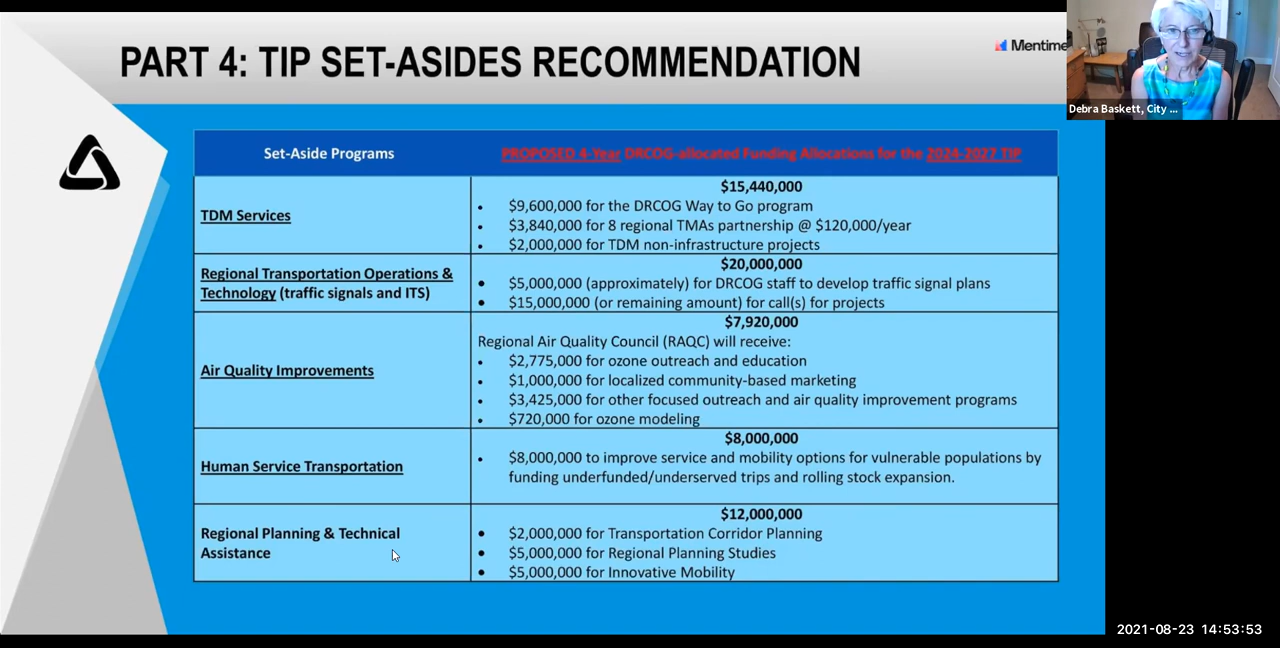 PART 4: TIP SET-ASIDES RECOMMENDATION
Mentime
Debra Baskett, City ...
Set-Aside Programs
PROPOSED 4-Year DRCOG-allocated Funding Allocations for the 2024-2027 TIP
TDM Services
$15,440,000
• $9,600,000 for the DRCOG Way to Go program
• $3,840,000 for 8 regional TMAs partnership @ $120,000/year
• $2,000,000 for TDM non-infrastructure projects
Regional Transportation Operations &
Technology (traffic signals and ITS)
$20,000,000
• $5,000,000 (approximately) for DRCOG staff to develop traffic signal plans
• $15,000,000 (or remaining amount) for call(s) for projects
Air Quality Improvements
$7,920,000
Regional Air Quality Council (RAQC) will receive:
• $2,775,000 for ozone outreach and education
• $1,000,000 for localized community-based marketing
• $3,425,000 for other focused outreach and air quality improvement programs
• $720,000 for ozone modeling
Human Service Transportation
$8,000,000
• $8,000,000 to improve service and mobility options for vulnerable populations by
funding underfunded/underserved trips and rolling stock expansion.
Regional Planning & Technical
Assistance
$12,000,000
• $2,000,000 for Transportation Corridor Planning
• $5,000,000 for Regional Planning Studies
• $5,000,000 for Innovative Mobility
2021-08-23 14:53:53